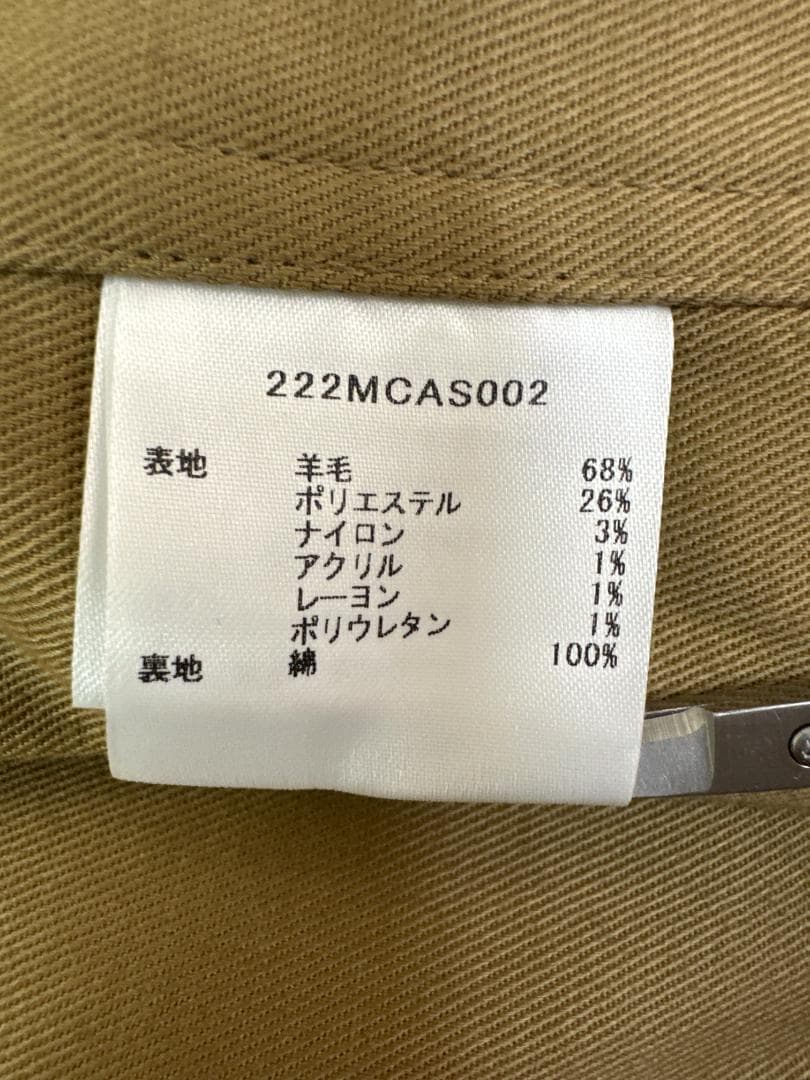 222MCAS002
表地 羊毛 68%
ポリエステル 26%
ナイロン 3%
アクリル 1%
レーヨン 1%
ポリウレタン 1%
裏地 綿 100%